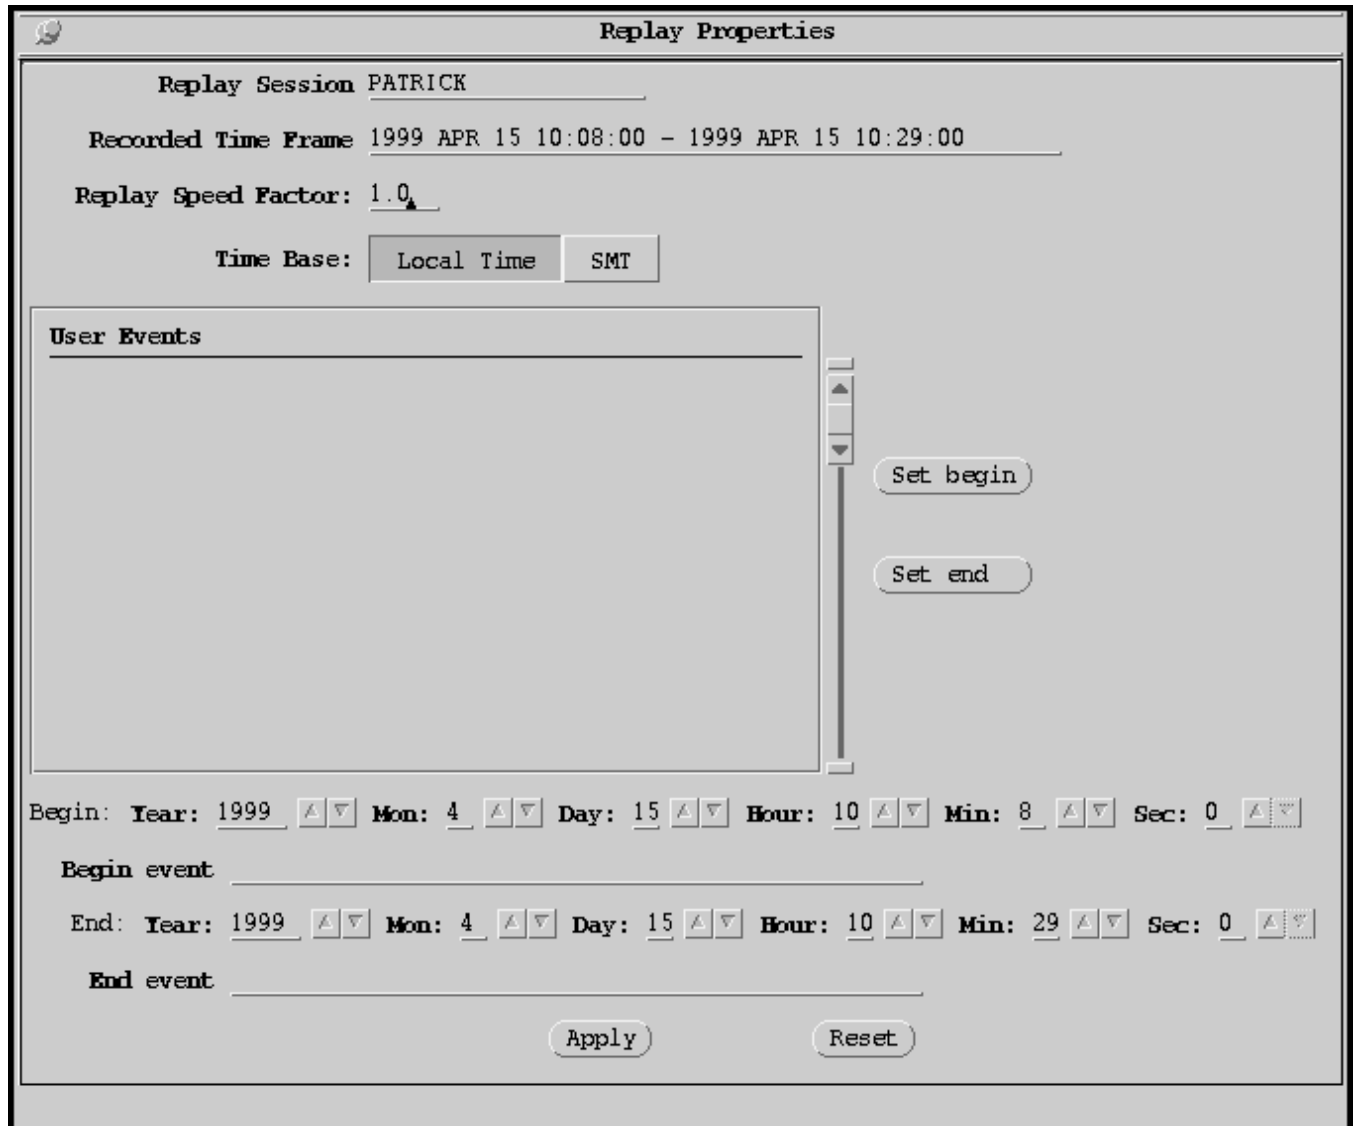 Replay Properties
Replay Session PATRICK
Recorded Time Frame 1999 APR 15 10:08:00 - 1999 APR 15 10:29:00
Replay Speed Factor: 1.0
Time Base: Local Time SMT
User Events
Set begin
Set end
Begin: Year: 1999 Mon: 4 Day: 15 Hour: 10 Min: 8 Sec: 0
Begin event
End: Year: 1999 Mon: 4 Day: 15 Hour: 10 Min: 29 Sec: 0
End event
Apply Reset